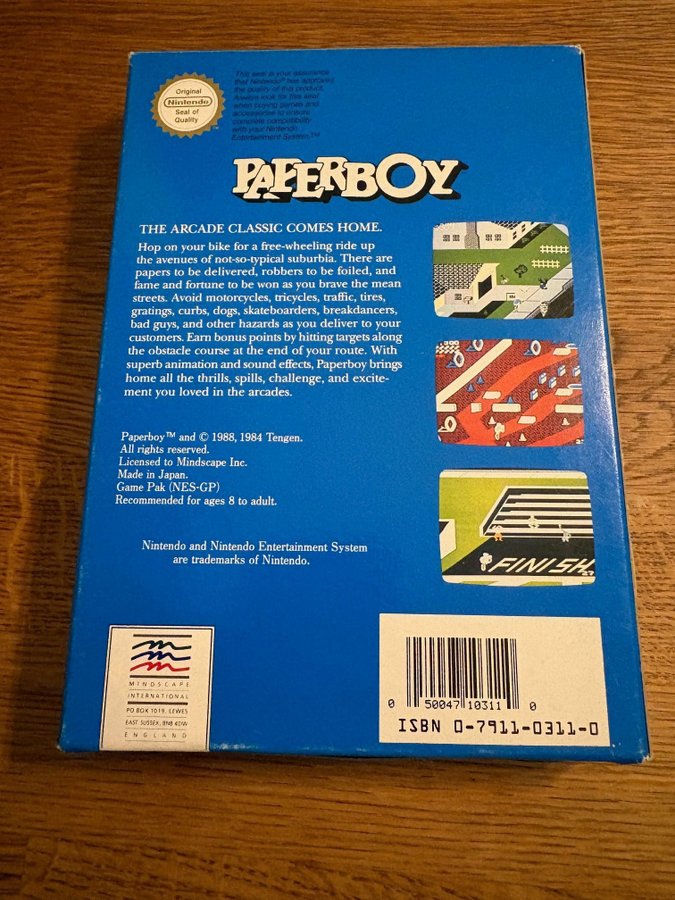 Original
Nintendo
Seal of
Quality
This seal is your assurance
that Nintendo® has approved
the quality of this product.
Always look for this seal
when buying games and
accessories to ensure
complete compatibility
with your Nintendo
Entertainment System.™
PAPERBOY
THE ARCADE CLASSIC COMES HOME.
Hop on your bike for a free-wheeling ride up
the avenues of not-so-typical suburbia. There are
papers to be delivered, robbers to be foiled, and
fame and fortune to be won as you brave the mean
streets. Avoid motorcycles, tricycles, traffic, tires,
gratings, curbs, dogs, skateboarders, breakdancers,
bad guys, and other hazards as you deliver to your
customers. Earn bonus points by hitting targets along
the obstacle course at the end of your route. With
superb animation and sound effects, Paperboy brings
home all the thrills, spills, challenge, and excite-
ment you loved in the arcades.
300
FINISH
Paperboy™ and © 1988, 1984 Tengen.
All rights reserved.
Licensed to Mindscape Inc.
Made in Japan.
Game Pak (NES-GP)
Recommended for ages 8 to adult.
Nintendo and Nintendo Entertainment System
are trademarks of Nintendo.
MINDSCAPE
INTERNATIONAL
PO BOX 1019, LEWES
EAST SUSSEX, BN8 4DW
ENGLAND
0 50047 10311 0
ISBN 0-7911-0311-0